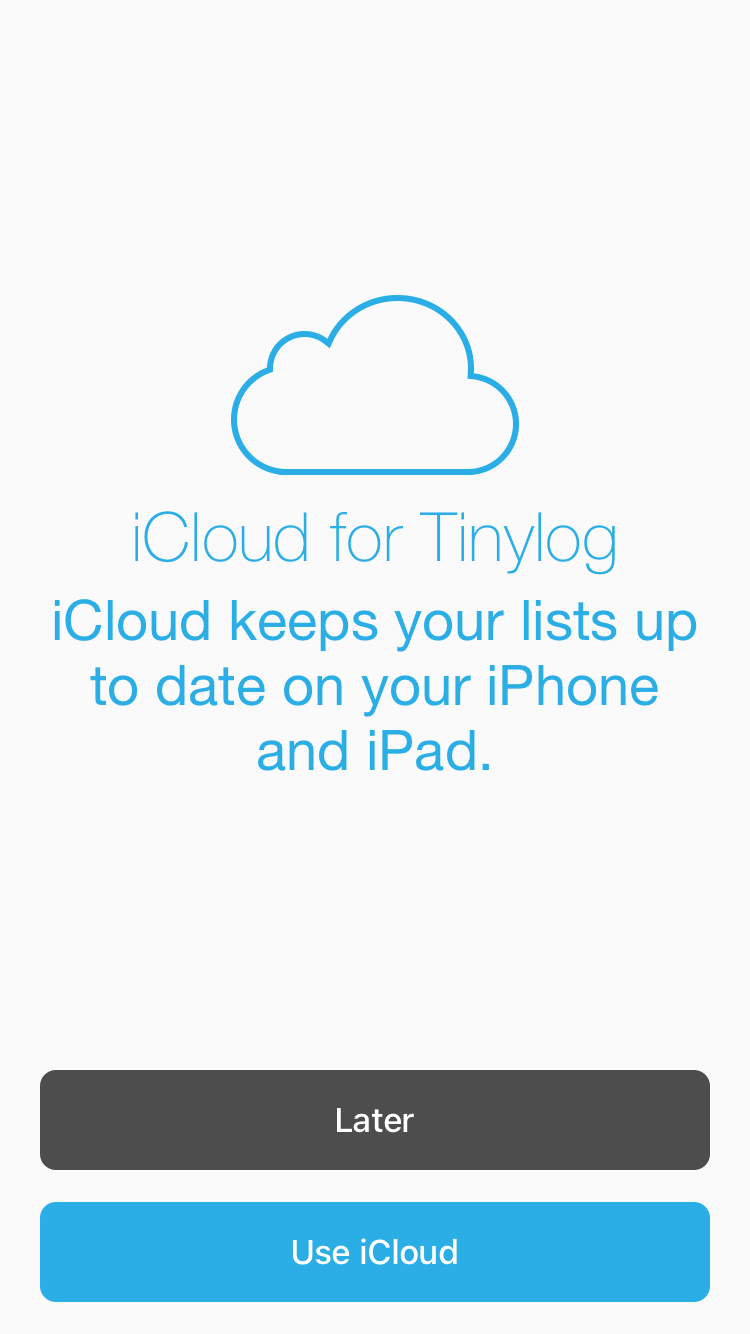 iCloud for Tinylog
iCloud keeps your lists up
to date on your iPhone
and iPad.
Later
Use iCloud